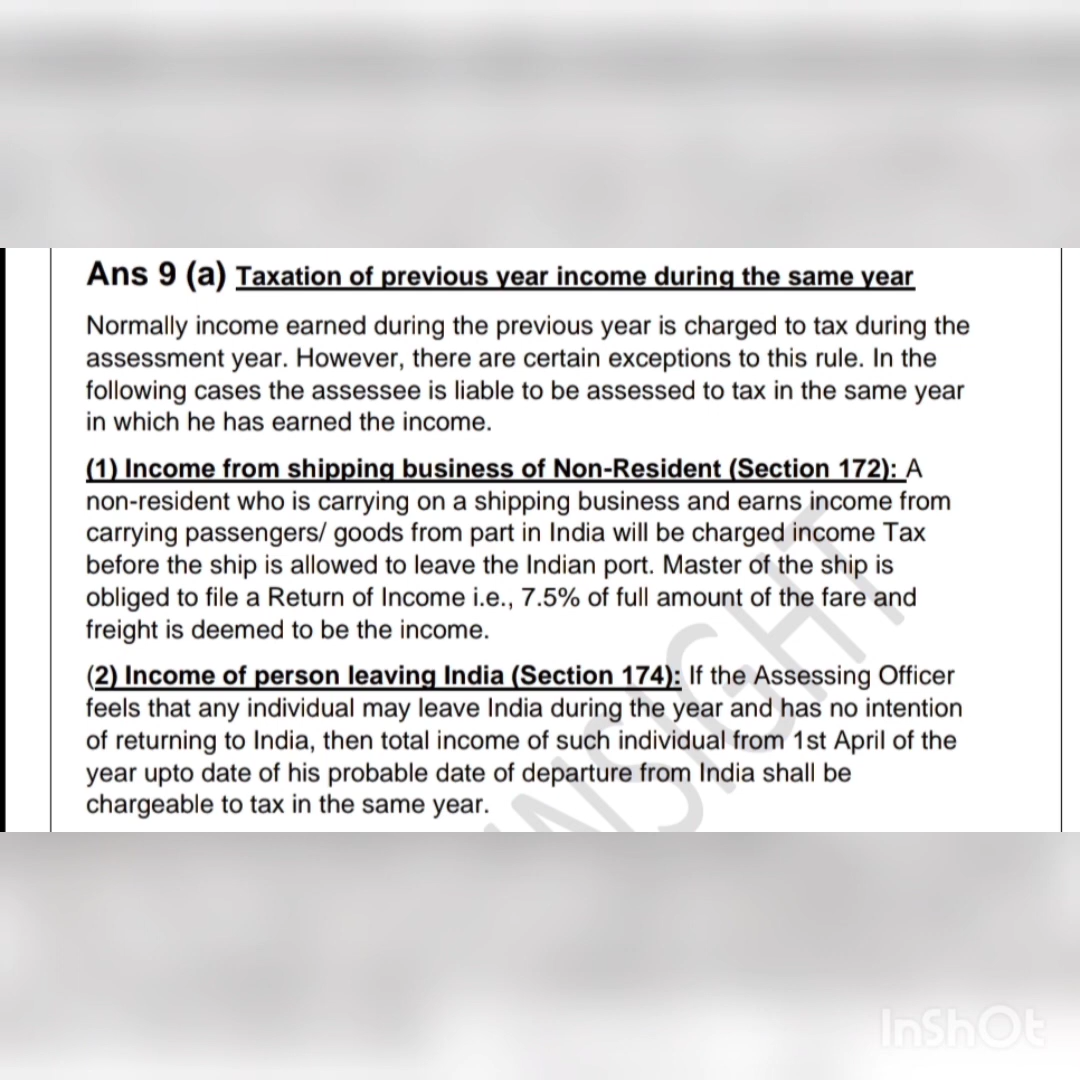 Ans 9 (a) Taxation of previous year income during the same year
Normally income earned during the previous year is charged to tax during the
assessment year. However, there are certain exceptions to this rule. In the
following cases the assessee is liable to be assessed to tax in the same year
in which he has earned the income.
(1) Income from shipping business of Non-Resident (Section 172): A
non-resident who is carrying on a shipping business and earns income from
carrying passengers/ goods from part in India will be charged income Tax
before the ship is allowed to leave the Indian port. Master of the ship is
obliged to file a Return of Income i.e., 7.5% of full amount of the fare and
freight is deemed to be the income.
(2) Income of person leaving India (Section 174): If the Assessing Officer
feels that any individual may leave India during the year and has no intention
of returning to India, then total income of such individual from 1st April of the
year upto date of his probable date of departure from India shall be
chargeable to tax in the same year.
INSIGHT
InShOt